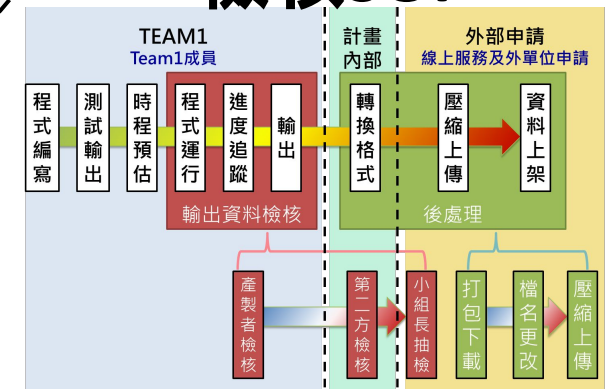 檢核SOP
TEAM1
Team1成員
計畫
內部
外部申請
線上服務及外單位申請
程式編寫
測試輸出
時程預估
程式運行
進度追蹤
輸出
轉換格式
壓縮上傳
資料上架
輸出資料檢核
後處理
產製者檢核
第二方檢核
小組長抽檢
打包下載
檔名更改
壓縮上傳